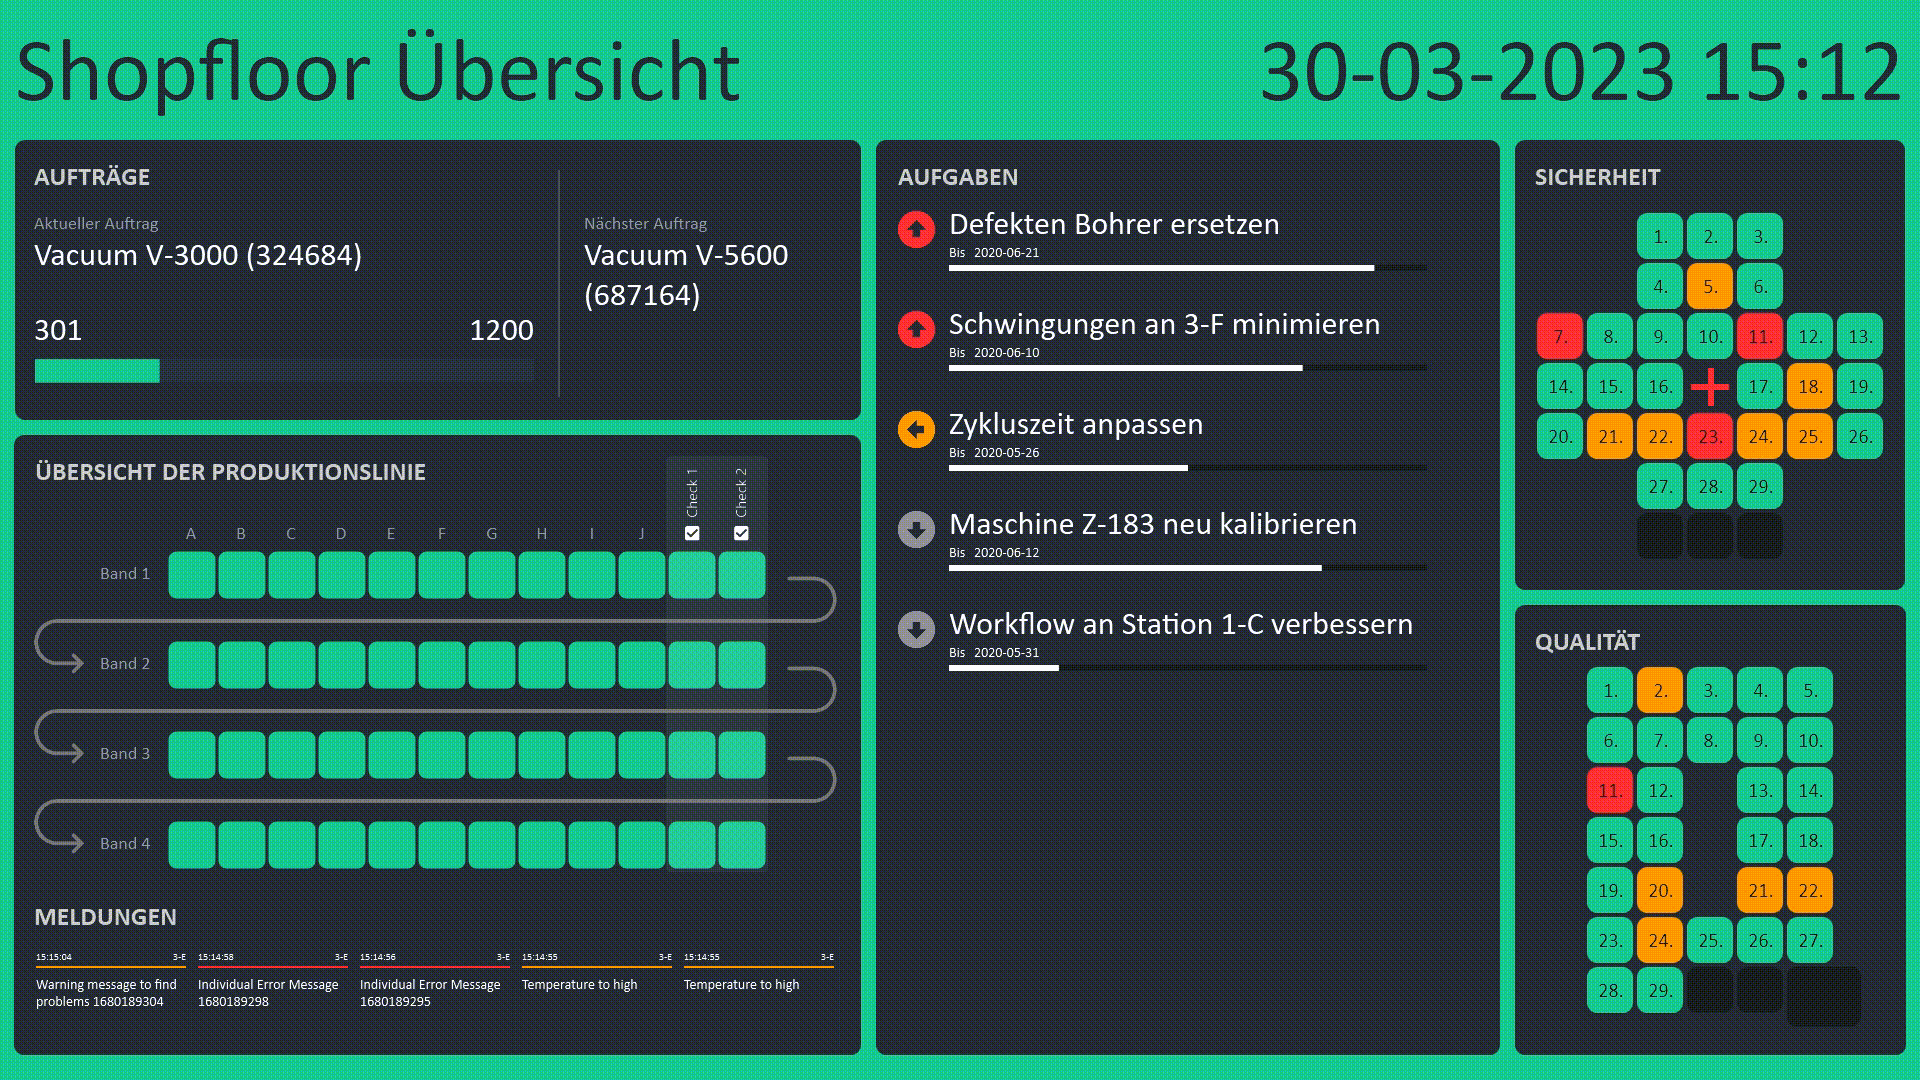 Shopfloor Übersicht
30-03-2023 15:12
AUFTRÄGE
Aktueller Auftrag
Vacuum V-3000 (324684)
301
1200
Nächster Auftrag
Vacuum V-5600
(687164)
ÜBERSICHT DER PRODUKTIONSLINIE
Check 1
Check 2
A B C D E F G H I J
Band 1
Band 2
Band 3
Band 4
MELDUNGEN
15:15:04 3-E
Warning message to find
problems 1680189304
15:14:58 3-E
Individual Error Message
1680189298
15:14:56 3-E
Individual Error Message
1680189295
15:14:55 3-E
Temperature to high
15:14:55 3-E
Temperature to high
AUFGABEN
Defekten Bohrer ersetzen
Bis 2020-06-21
Schwingungen an 3-F minimieren
Bis 2020-06-10
Zykluszeit anpassen
Bis 2020-05-26
Maschine Z-183 neu kalibrieren
Bis 2020-06-12
Workflow an Station 1-C verbessern
Bis 2020-05-31
SICHERHEIT
1. 2. 3.
4. 5. 6.
7. 8. 9. 10. 11. 12. 13.
14. 15. 16. 17. 18. 19.
20. 21. 22. 23. 24. 25. 26.
27. 28. 29.
QUALITÄT
1. 2. 3. 4. 5.
6. 7. 8. 9. 10.
11. 12. 13. 14.
15. 16. 17. 18.
19. 20. 21. 22.
23. 24. 25. 26. 27.
28. 29.